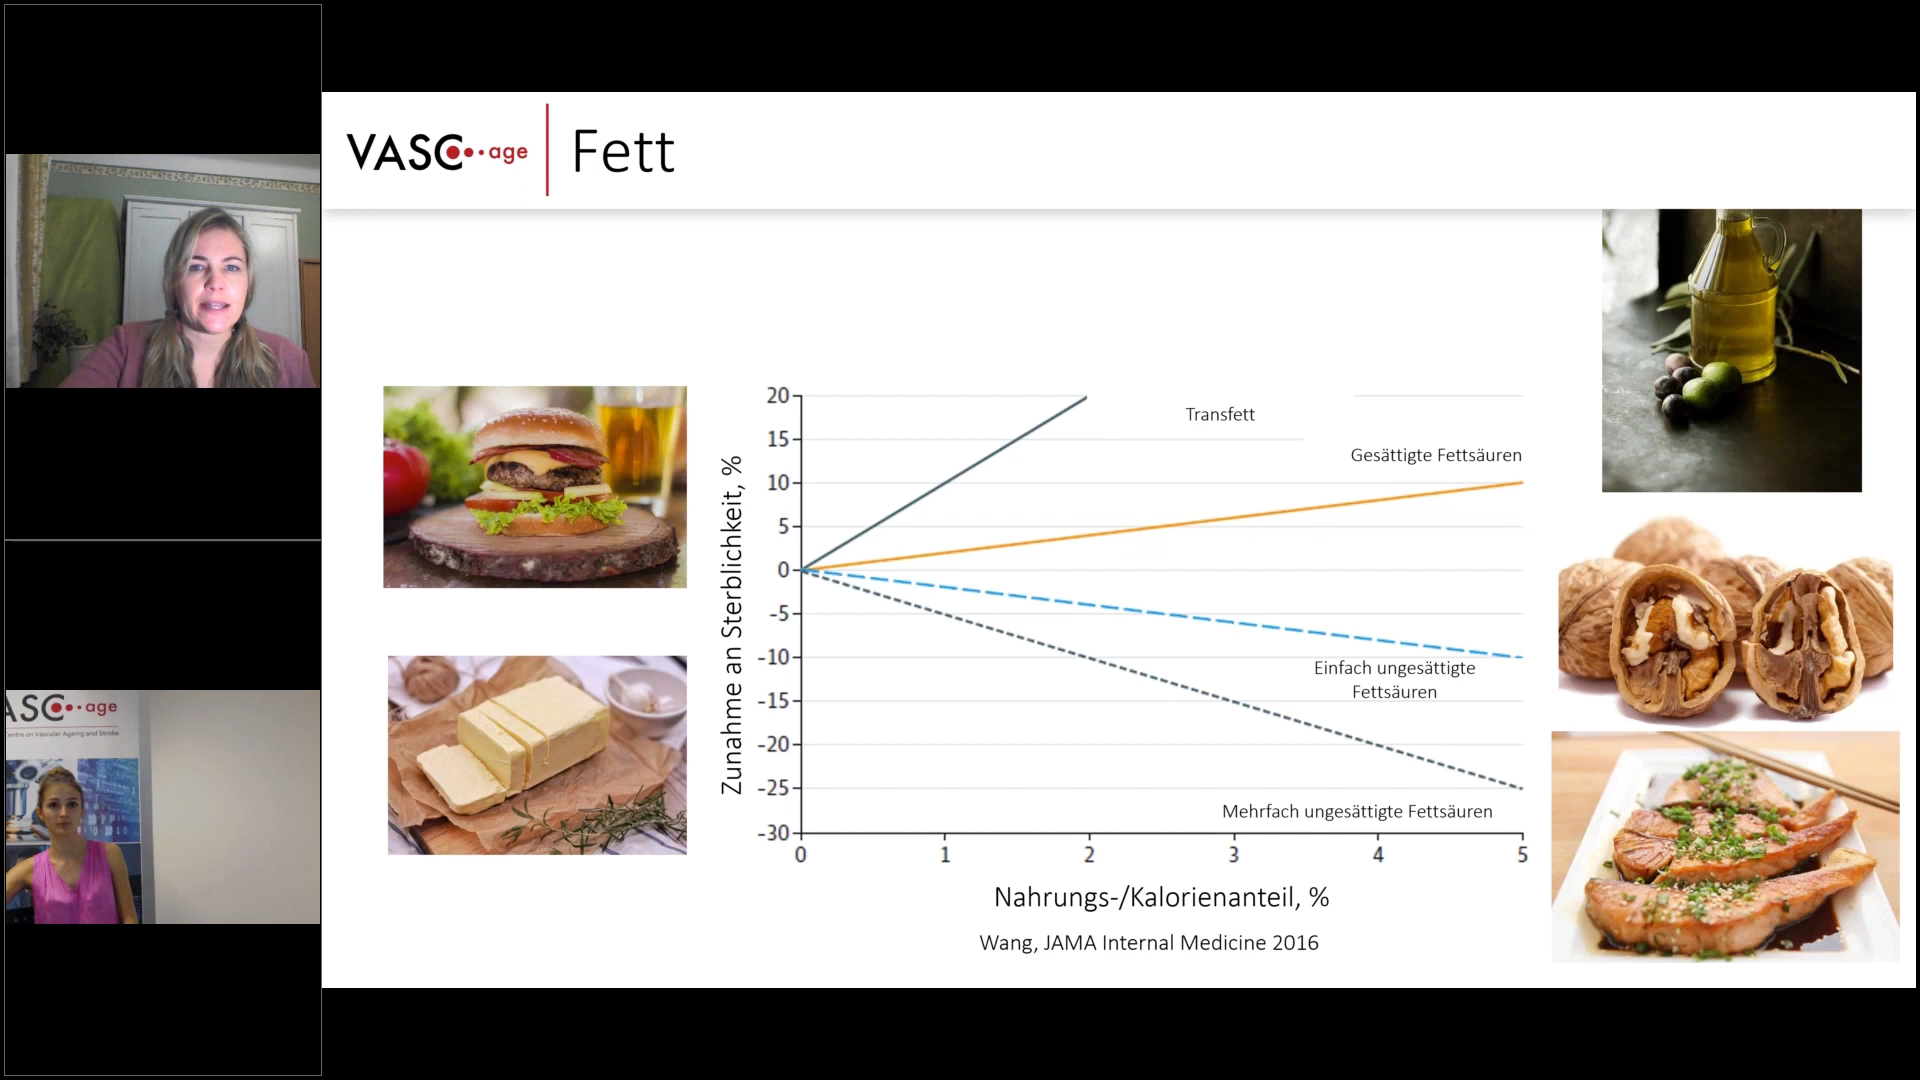 VASC age
Fett
20
15
10
5
0
-5
-10
-15
-20
-25
-30
Zunahme an Sterblichkeit, %
Transfett
Gesättigte Fettsäuren
Einfach ungesättigte
Fettsäuren
Mehrfach ungesättigte Fettsäuren
0 1 2 3 4 5
Nahrungs-/Kalorienanteil, %
Wang, JAMA Internal Medicine 2016
ASC age
entre on Vascular Ageing and Stroke